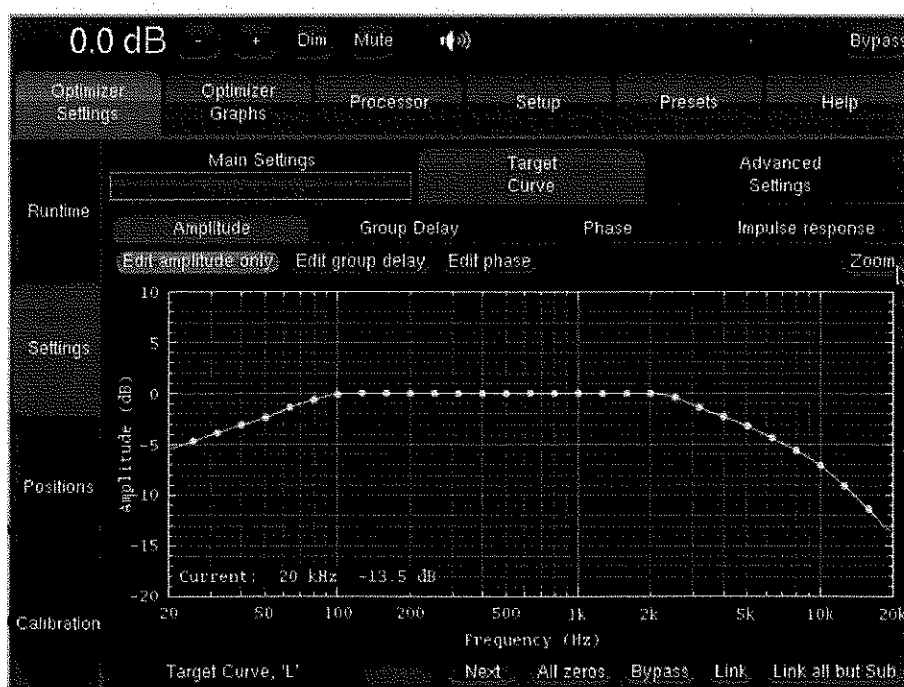 0.0 dB - + Dim Mute Bypass
Optimizer Settings Optimizer Graphs Processor Setup Presets Help
Main Settings Target Curve Advanced Settings
Runtime
Amplitude Group Delay Phase Impulse response
Edit amplitude only Edit group delay Edit phase Zoom
Settings
Positions
Calibration
Amplitude (dB)
10
5
0
-5
-10
-15
-20
Current: 20 kHz -13.5 dB
20 50 100 200 500 1k 2k 5k 10k 20k
Frequency (Hz)
Target Curve, 'L' Next All zeros Bypass Link Link all but Sub